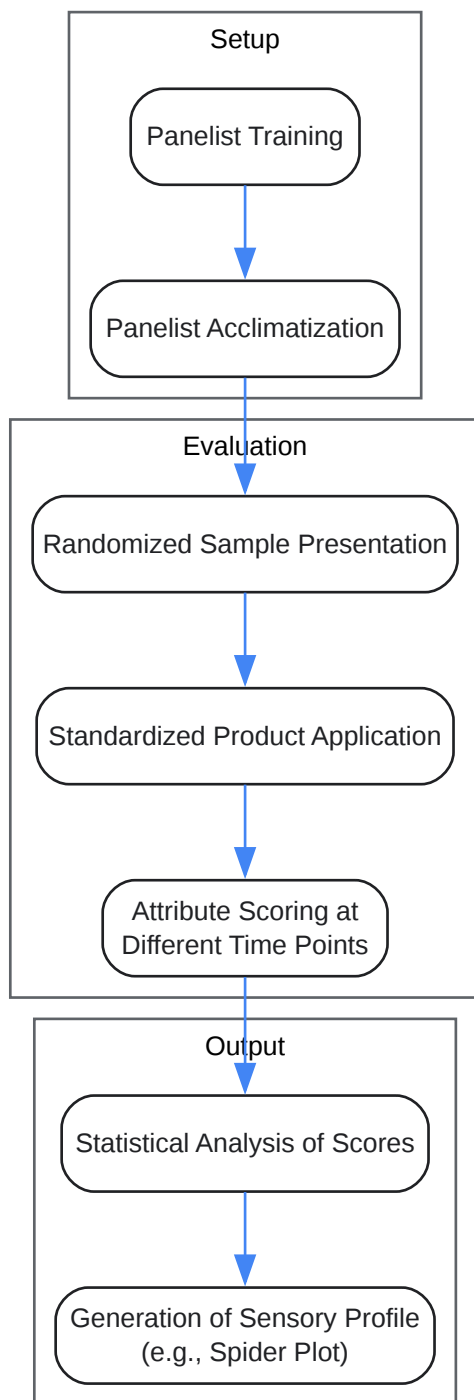 Setup
Panelist Training
Panelist Acclimatization
Evaluation
Randomized Sample Presentation
Standardized Product Application
Attribute Scoring at
Different Time Points
Output
Statistical Analysis of Scores
Generation of Sensory Profile
(e.g., Spider Plot)